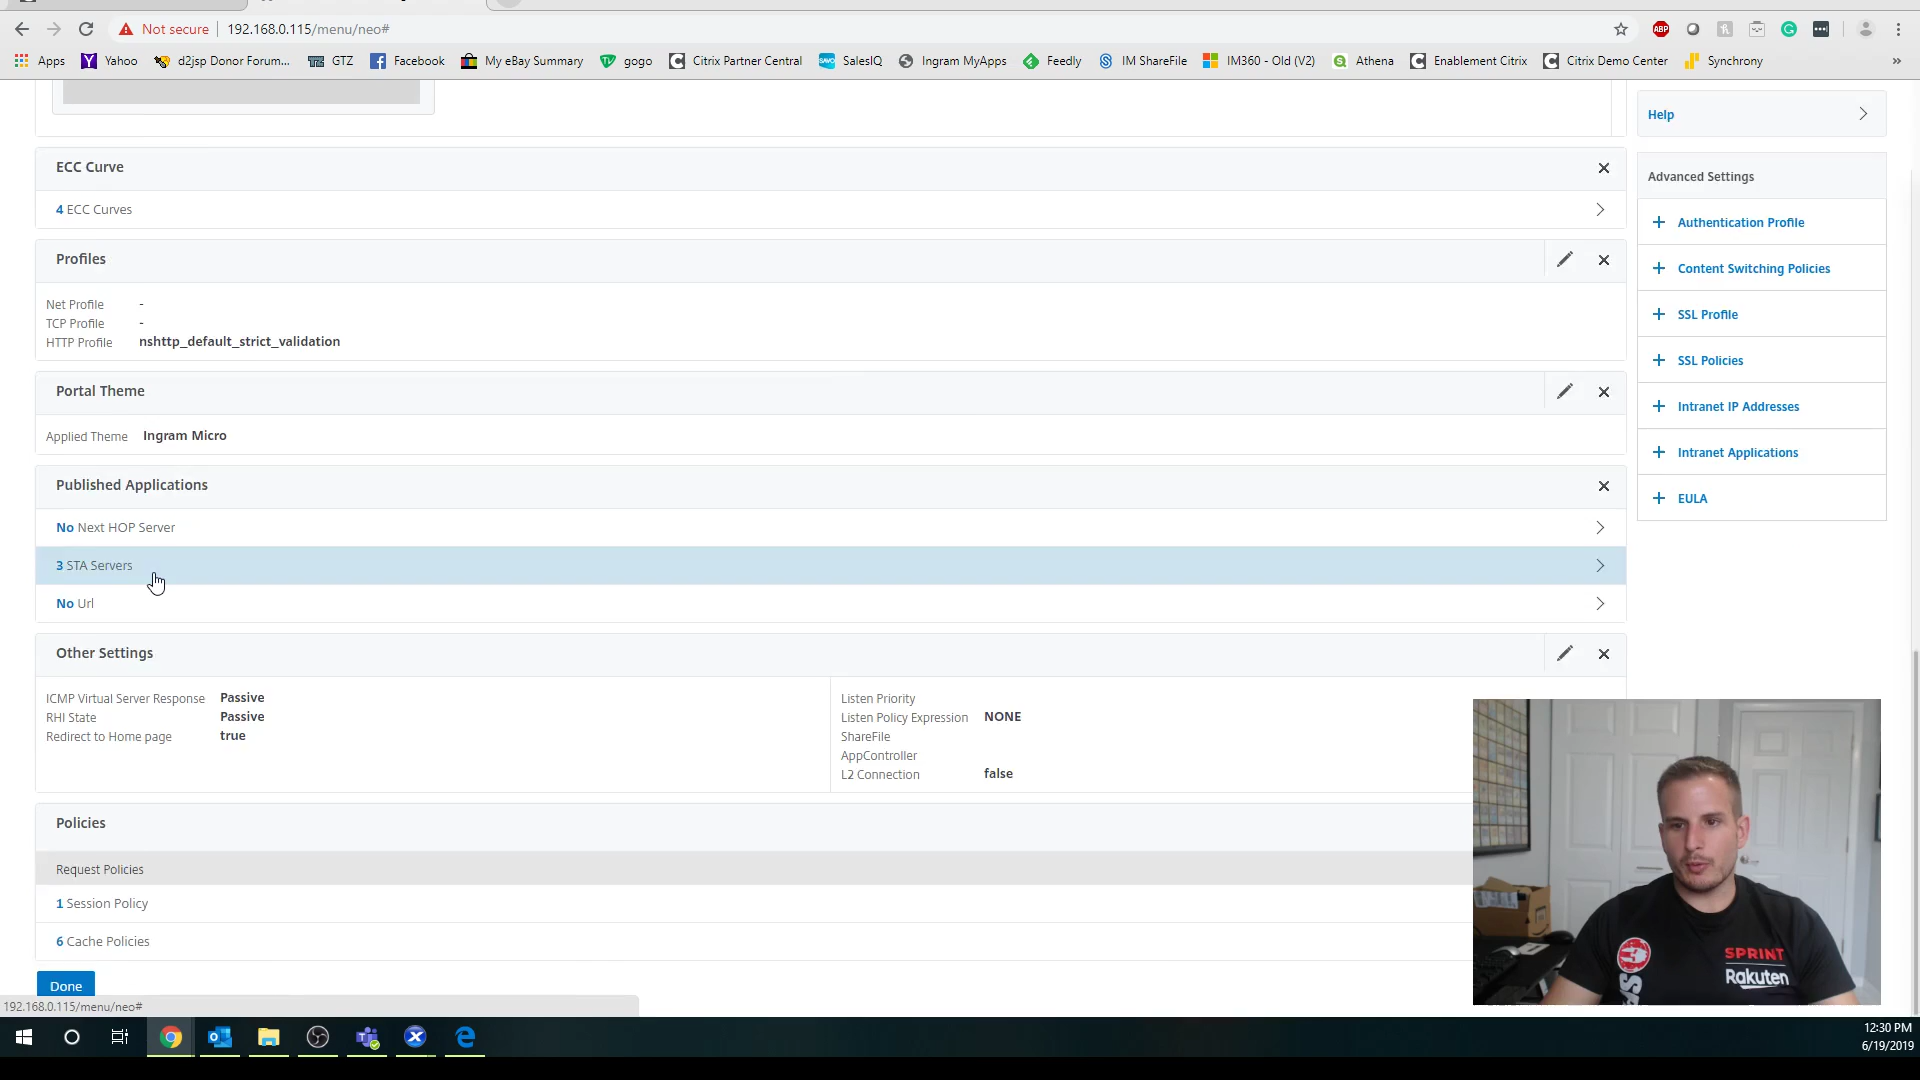 Not secure
192.168.0.115/menu/neo#
ABP
Apps
Yahoo
d2jsp Donor Forum...
GTZ
Facebook
My eBay Summary
gogo
Citrix Partner Central
SalesIQ
Ingram MyApps
Feedly
IM ShareFile
IM360 - Old (V2)
Athena
Enablement Citrix
Citrix Demo Center
Synchrony
»
Help
ECC Curve
4 ECC Curves
Profiles
Net Profile -
TCP Profile -
HTTP Profile nshttp_default_strict_validation
Portal Theme
Applied Theme Ingram Micro
Published Applications
No Next HOP Server
3 STA Servers
No Url
Other Settings
ICMP Virtual Server Response Passive
RHI State Passive
Redirect to Home page true
Listen Priority
Listen Policy Expression NONE
ShareFile
AppController
L2 Connection false
Policies
Request Policies
1 Session Policy
6 Cache Policies
Done
192.168.0.115/menu/neo#
Advanced Settings
+ Authentication Profile
+ Content Switching Policies
+ SSL Profile
+ SSL Policies
+ Intranet IP Addresses
+ Intranet Applications
+ EULA
SPRINT
Rakuten
12:30 PM
6/19/2019